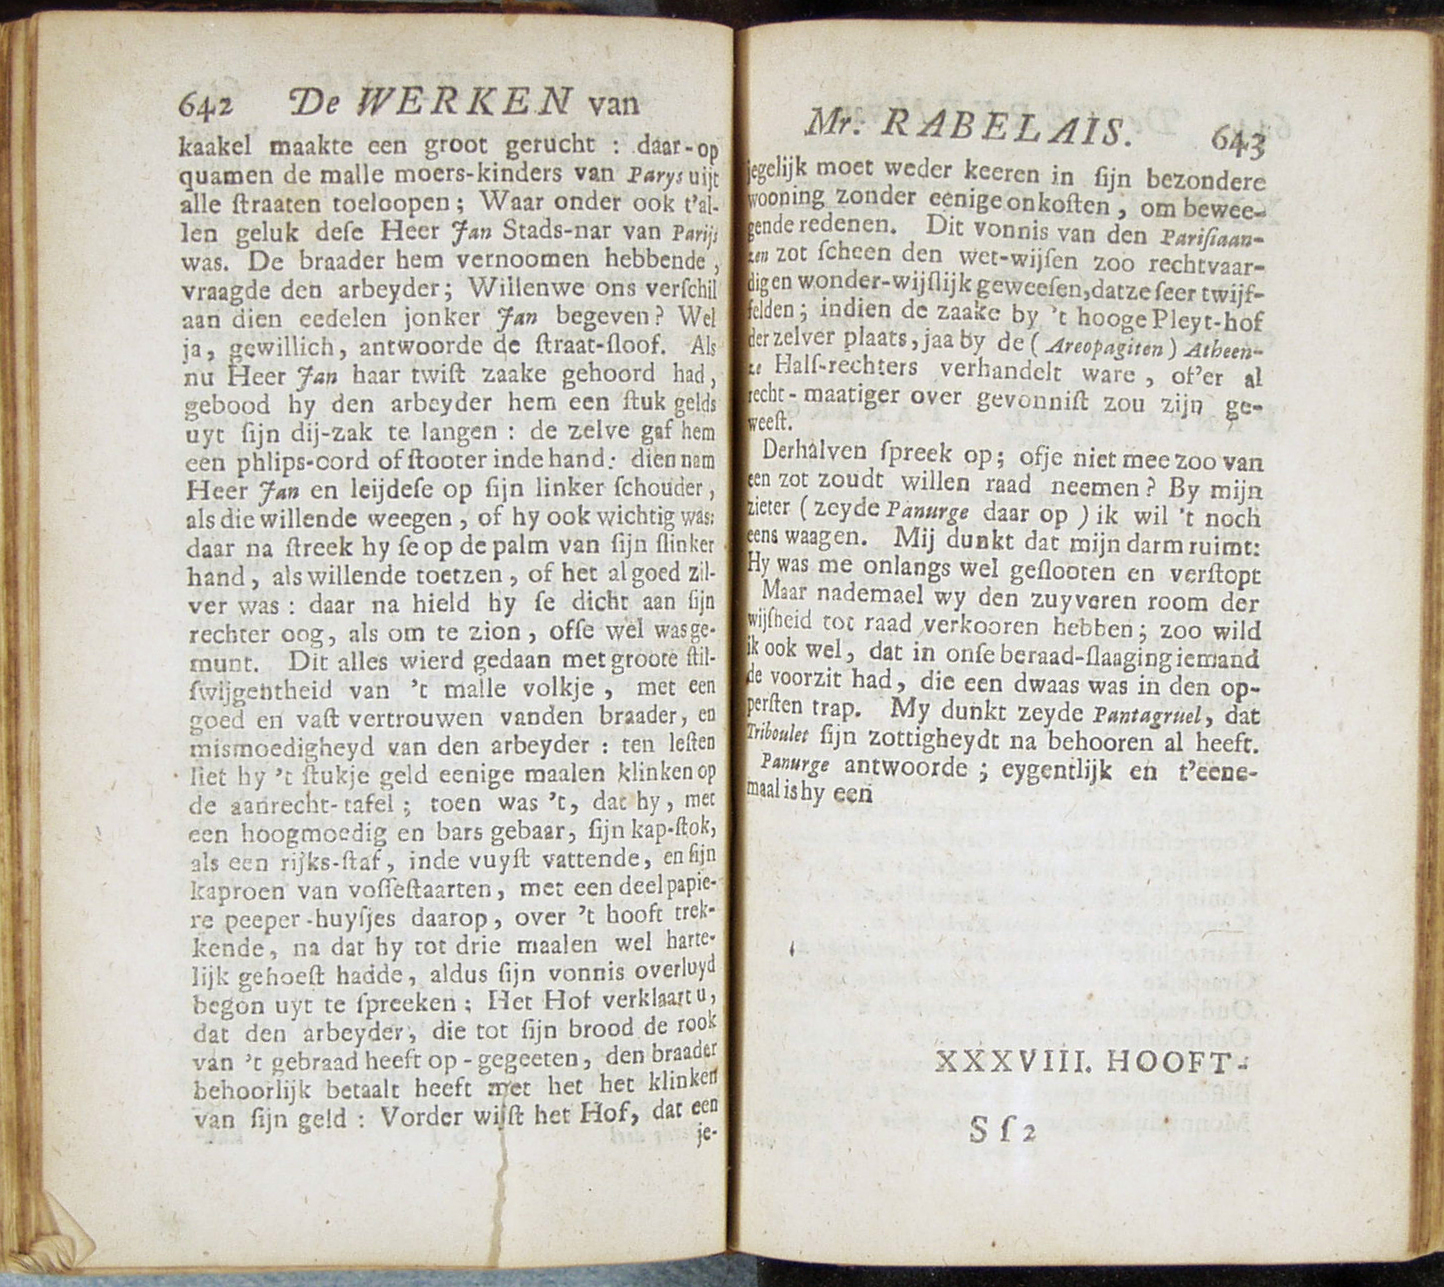 642 De WERKEN van
kaakel maakte een groot gerucht : daar-op
quamen de malle moers-kinders van Parys uijt
alle ſtraaten toeloopen; Waar onder ook t'al-
len geluk deſe Heer Jan Stads-nar van Parijs
was. De braader hem vernoomen hebbende,
vraagde den arbeyder; Willenwe ons verſchil
aan dien eedelen jonker Jan begeven? Wel
ja, gewillich, antwoorde de ſtraat-ſloof. Als
nu Heer Jan haar twiſt zaake gehoord had,
gebood hy den arbeyder hem een ſtuk gelds
uyt ſijn dij-zak te langen : de zelve gaf hem
een phlips-oord of ſtooter inde hand: dien nam
Heer Jan en leijdeſe op ſijn linker ſchouder,
als die willende weegen, of hy ook wichtig was:
daar na ſtreek hy ſe op de palm van ſijn ſlinker
hand, als willende toetzen, of het al goed zil-
ver was : daar na hield hy ſe dicht aan ſijn
rechter oog, als om te zion, offe wel was ge-
munt. Dit alles wierd gedaan met groote ſtil-
ſwijgentheid van 't malle volkje, met een
goed en vaſt vertrouwen vanden braader, en
mismoedigheyd van den arbeyder : ten leſten
liet hy 't ſtukje geld eenige maalen klinken op
de aanrecht-tafel; toen was 't, dat hy, met
een hoogmoedig en bars gebaar, ſijn kap-ſtok,
als een rijks-ſtaf, inde vuyſt vattende, en ſijn
kaproen van voſſeſtaarten, met een deel papie-
re peeper-huyſjes daarop, over 't hooft trek-
kende, na dat hy tot drie maalen wel harte-
lijk gehoeſt hadde, aldus ſijn vonnis overluyd
begon uyt te ſpreeken; Het Hof verklaart u,
dat den arbeyder, die tot ſijn brood de rook
van 't gebraad heeft op-gegeeten, den braader
behoorlijk betaalt heeft met het het klinken
van ſijn geld : Vorder wijſt het Hof, dat een
je-
Mr. RABELAIS. 643
jegelijk moet weder keeren in ſijn bezondere
wooning zonder eenige onkoſten, om bewee-
gende redenen. Dit vonnis van den Pariſiaan-
zen zot ſcheen den wet-wijſen zoo rechtvaar-
dig en wonder-wijſlijk geweeſen, datze ſeer twijf-
felden; indien de zaake by 't hooge Pleyt-hof
der zelver plaats, jaa by de (Areopagiten) Atheen-
ze Halſ-rechters verhandelt ware, of'er al
recht-maatiger over gevonniſt zou zijn ge-
weeſt.
Derhalven ſpreek op; ofje niet mee zoo van
een zot zoudt willen raad neemen? By mijn
zieter (zeyde Panurge daar op) ik wil 't noch
eens waagen. Mij dunkt dat mijn darm ruimt:
Hy was me onlangs wel geſlooten en verſtopt
Maar nademael wy den zuyveren room der
wijſheid tot raad verkooren hebben; zoo wild
ik ook wel, dat in onſe beraad-ſlaaging iemand
de voorzit had, die een dwaas was in den op-
perſten trap. My dunkt zeyde Pantagruel, dat
Triboulet ſijn zottigheydt na behooren al heeft.
Panurge antwoorde; eygentlijk en t'eene-
maal is hy een
XXXVIII. HOOFT-
S ſ 2